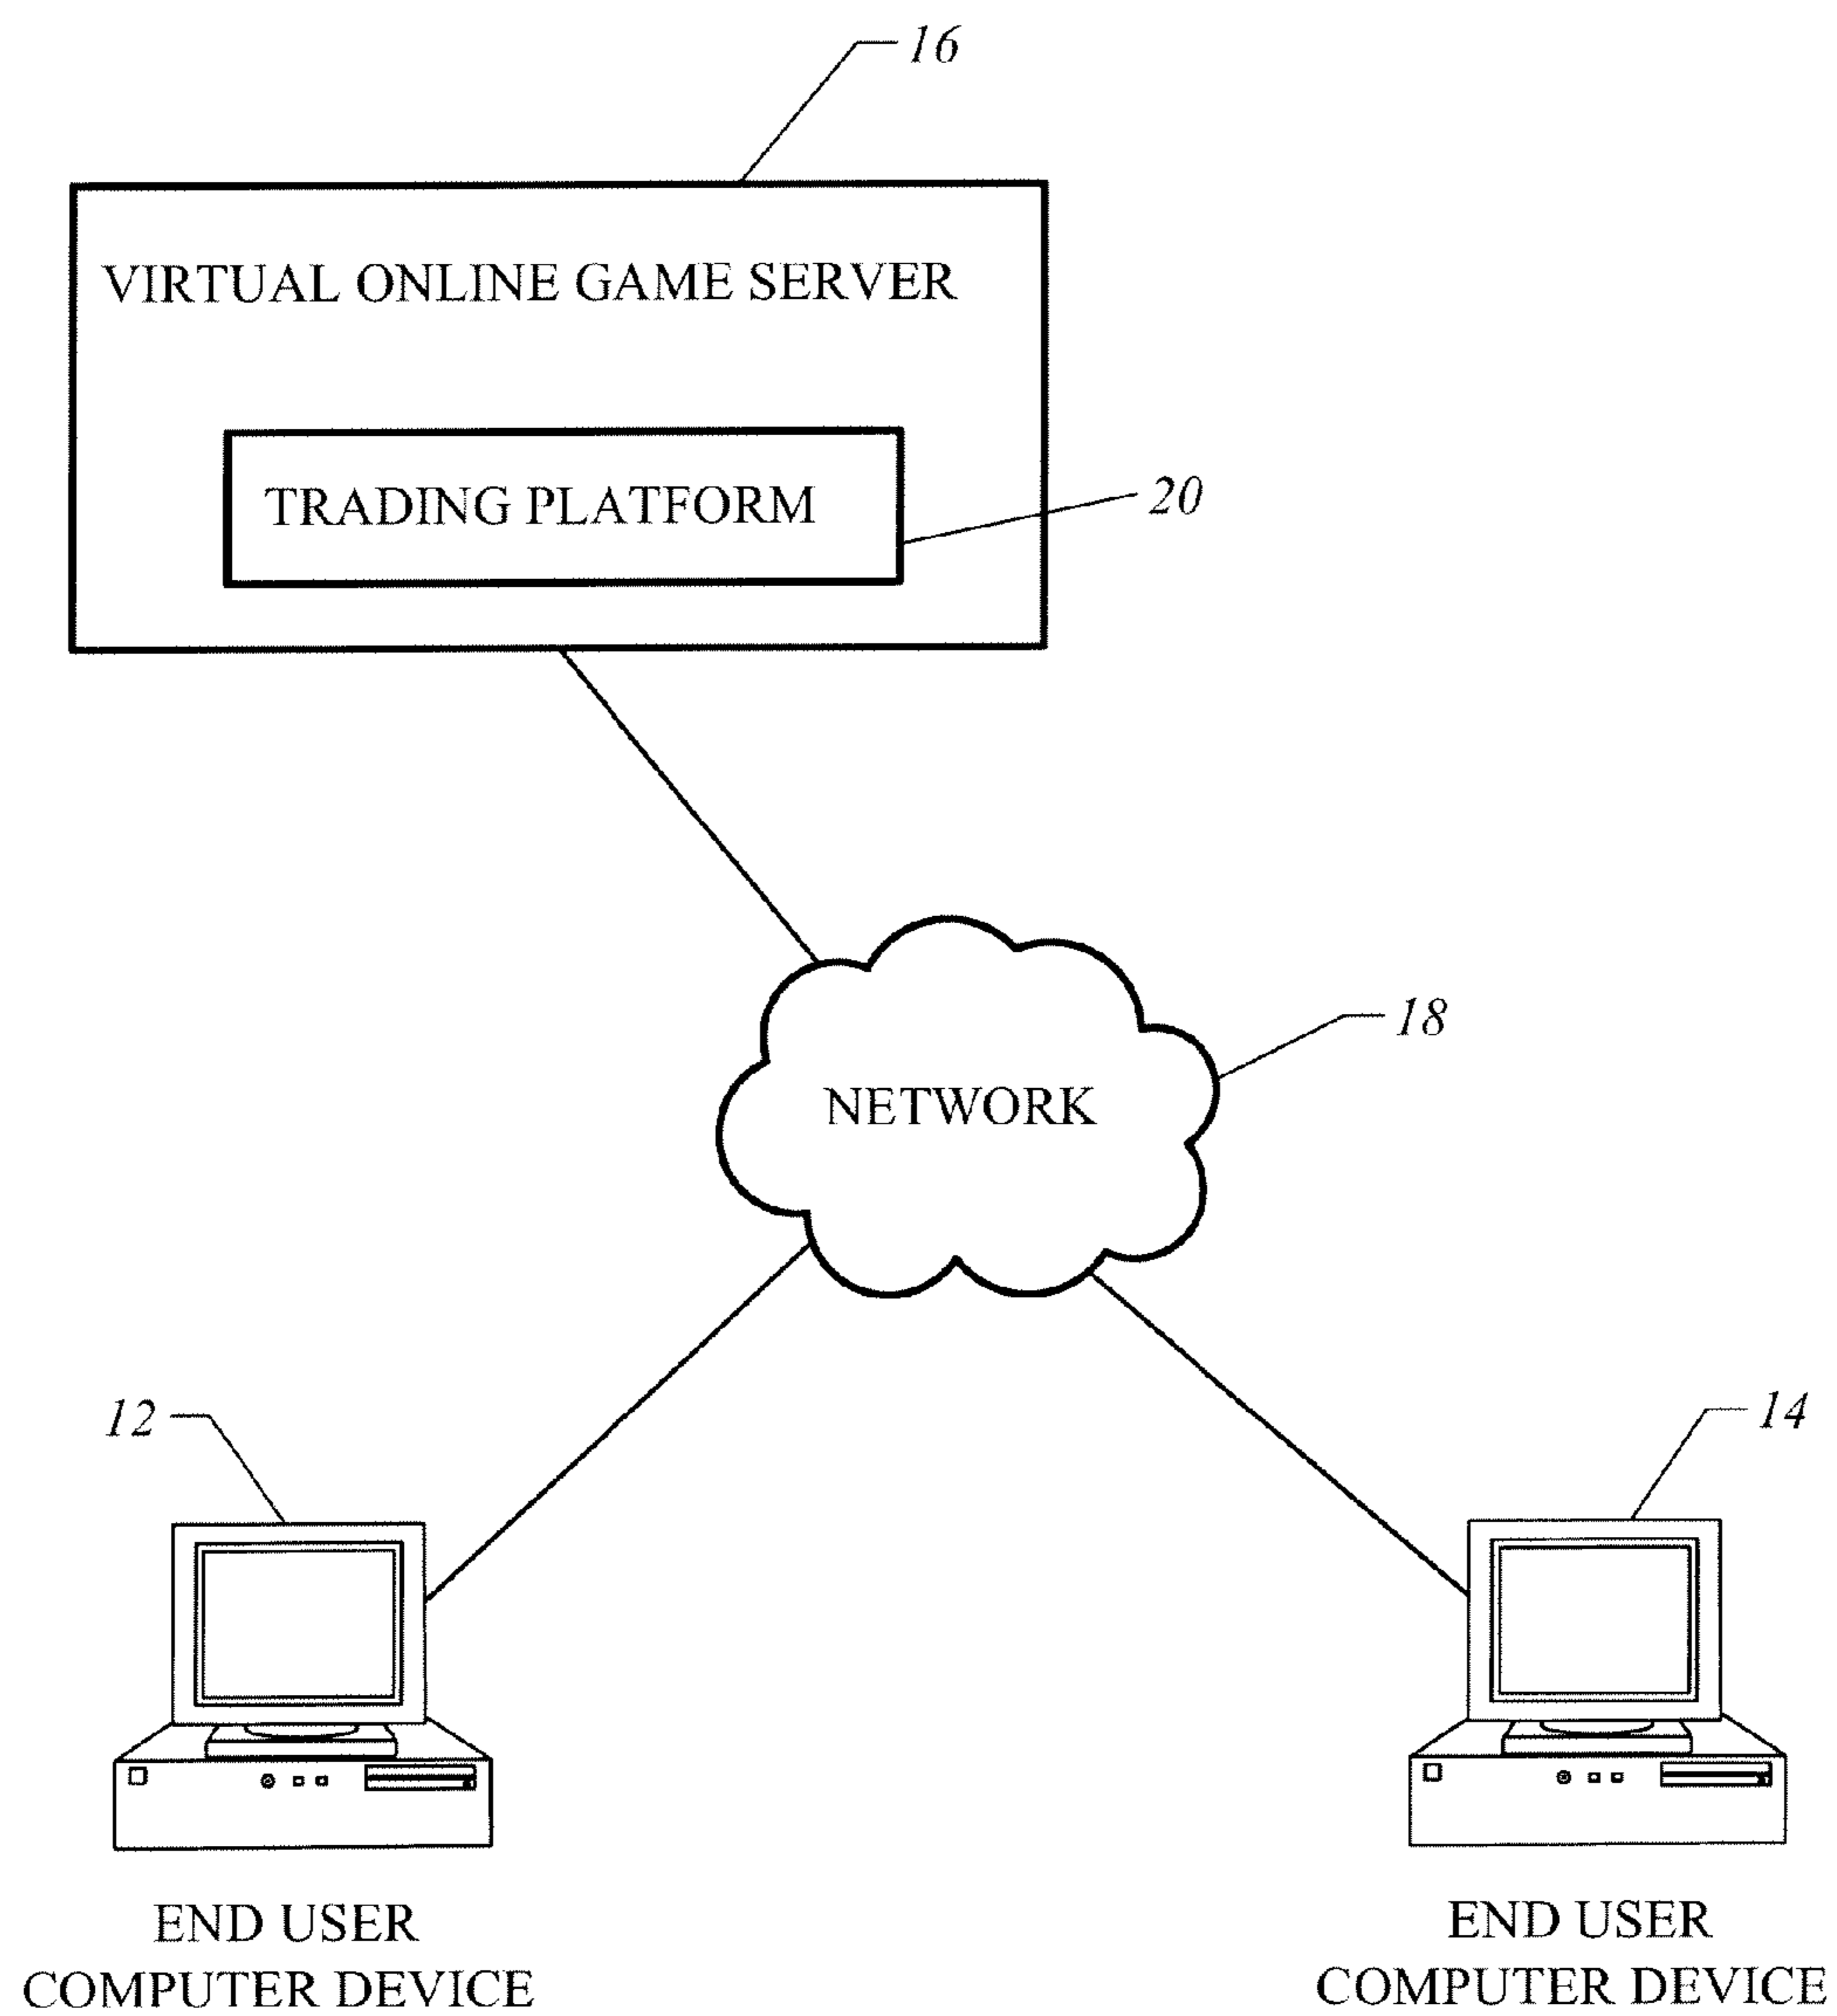 16
VIRTUAL ONLINE GAME SERVER
TRADING PLATFORM
20
18
NETWORK
12
14
END USER
COMPUTER DEVICE
END USER
COMPUTER DEVICE